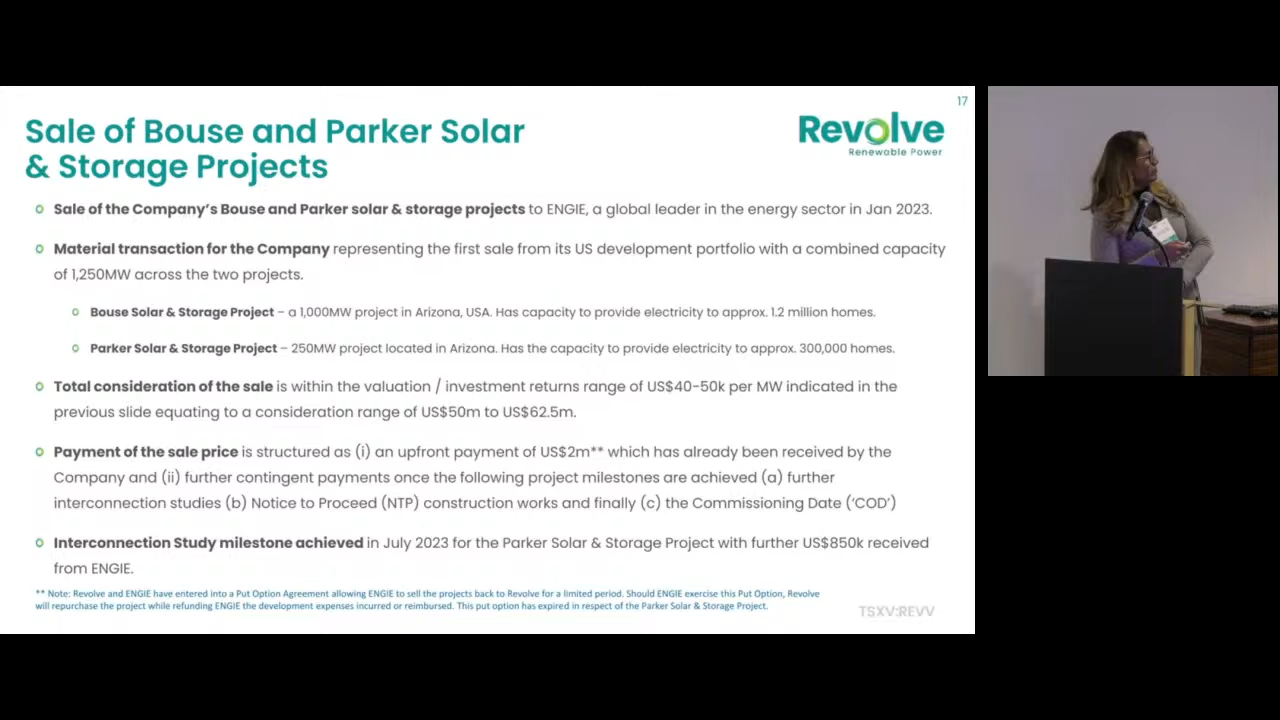 17
Sale of Bouse and Parker Solar
& Storage Projects
Revolve
Renewable Power
Sale of the Company's Bouse and Parker solar & storage projects to ENGIE, a global leader in the energy sector in Jan 2023.
Material transaction for the Company representing the first sale from its US development portfolio with a combined capacity
of 1,250MW across the two projects.
Bouse Solar & Storage Project – a 1,000MW project in Arizona, USA. Has capacity to provide electricity to approx. 1.2 million homes.
Parker Solar & Storage Project – 250MW project located in Arizona. Has the capacity to provide electricity to approx. 300,000 homes.
Total consideration of the sale is within the valuation / investment returns range of US$40-50k per MW indicated in the
previous slide equating to a consideration range of US$50m to US$62.5m.
Payment of the sale price is structured as (i) an upfront payment of US$2m** which has already been received by the
Company and (ii) further contingent payments once the following project milestones are achieved (a) further
interconnection studies (b) Notice to Proceed (NTP) construction works and finally (c) the Commissioning Date ('COD')
Interconnection Study milestone achieved in July 2023 for the Parker Solar & Storage Project with further US$850k received
from ENGIE.
** Note: Revolve and ENGIE have entered into a Put Option Agreement allowing ENGIE to sell the projects back to Revolve for a limited period. Should ENGIE exercise this Put Option, Revolve
will repurchase the project while refunding ENGIE the development expenses incurred or reimbursed. This put option has expired in respect of the Parker Solar & Storage Project.
TSXV:REVV